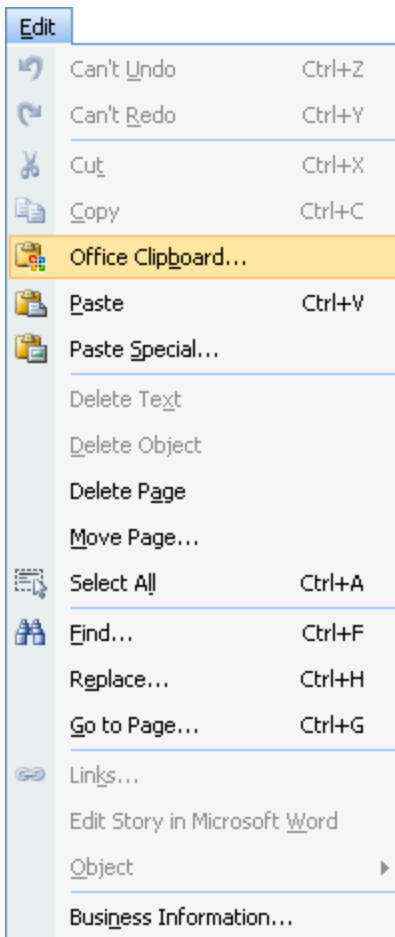 Edit
Can't Undo Ctrl+Z
Can't Redo Ctrl+Y
Cut Ctrl+X
Copy Ctrl+C
Office Clipboard...
Paste Ctrl+V
Paste Special...
Delete Text
Delete Object
Delete Page
Move Page...
Select All Ctrl+A
Find... Ctrl+F
Replace... Ctrl+H
Go to Page... Ctrl+G
Links...
Edit Story in Microsoft Word
Object
Business Information...